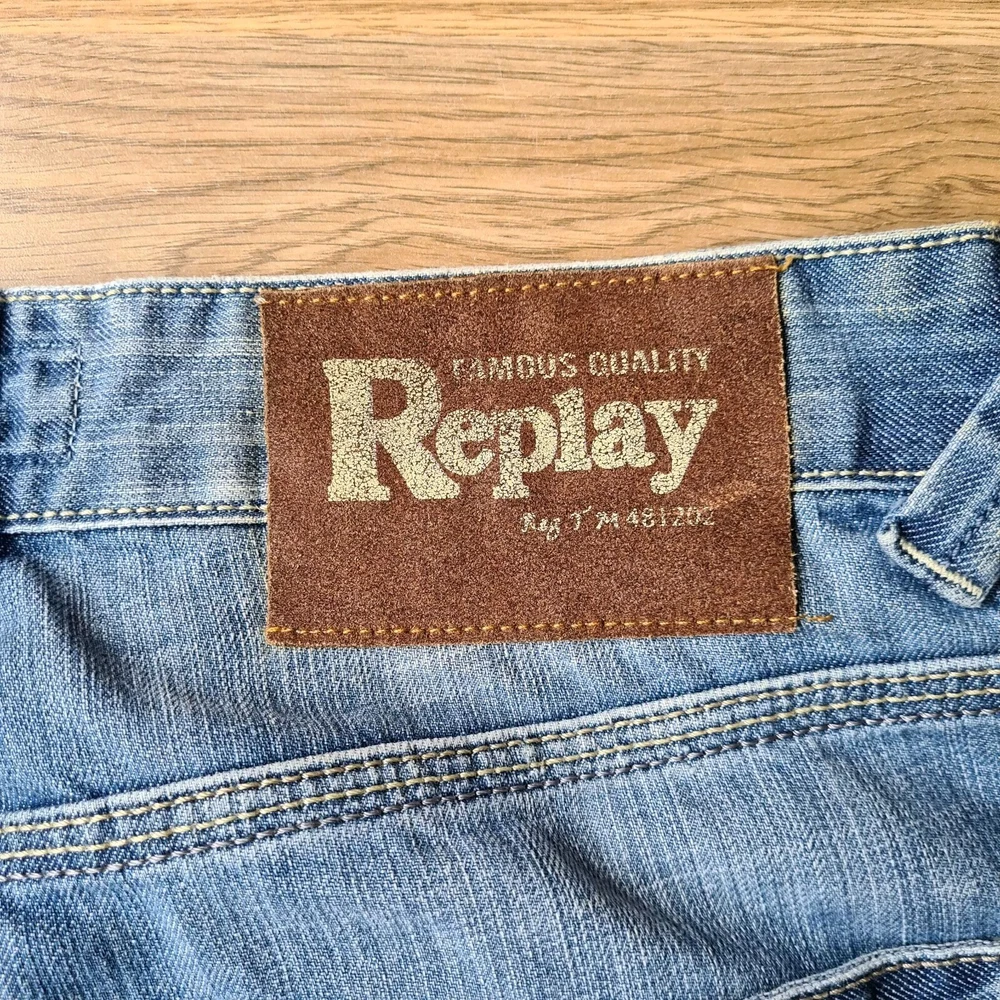 FAMOUS QUALITY
Replay
Reg T M 481202